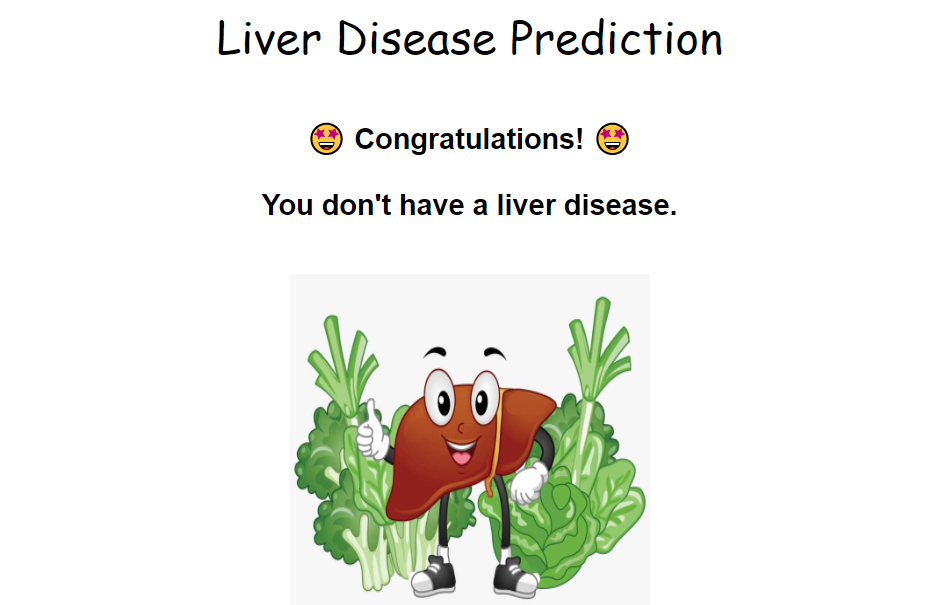 Liver Disease Prediction
🤩 Congratulations! 🤩
You don't have a liver disease.